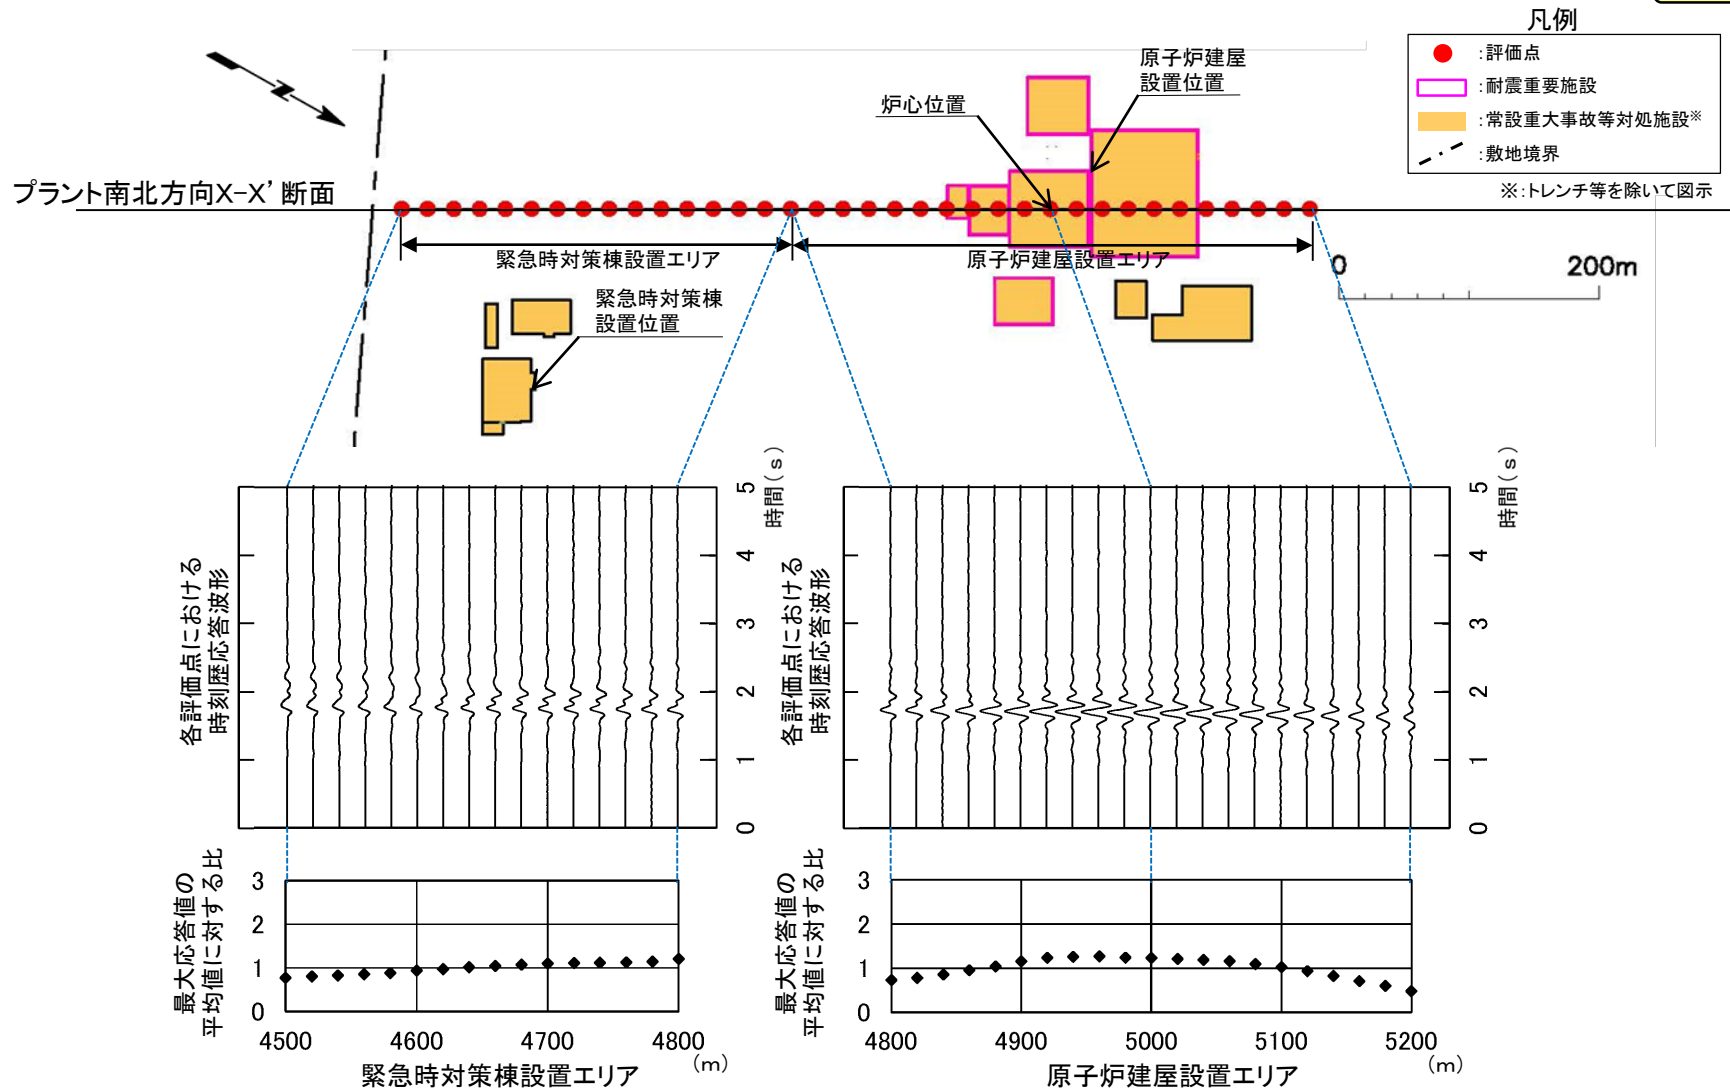 凡例
:評価点
:耐震重要施設
:常設重大事故等対処施設※
:敷地境界
※:トレンチ等を除いて図示
原子炉建屋
設置位置
炉心位置
プラント南北方向X-X’断面
緊急時対策棟設置エリア
原子炉建屋設置エリア
0
200m
緊急時対策棟
設置位置
各評価点における
時刻歴応答波形
5
4
3
2
1
0
時間(s)
各評価点における
時刻歴応答波形
5
4
3
2
1
0
時間(s)
最大応答値の
平均値に対する比
3
2
1
0
4500
4600
4700
4800
(m)
緊急時対策棟設置エリア
最大応答値の
平均値に対する比
3
2
1
0
4800
4900
5000
5100
5200
(m)
原子炉建屋設置エリア